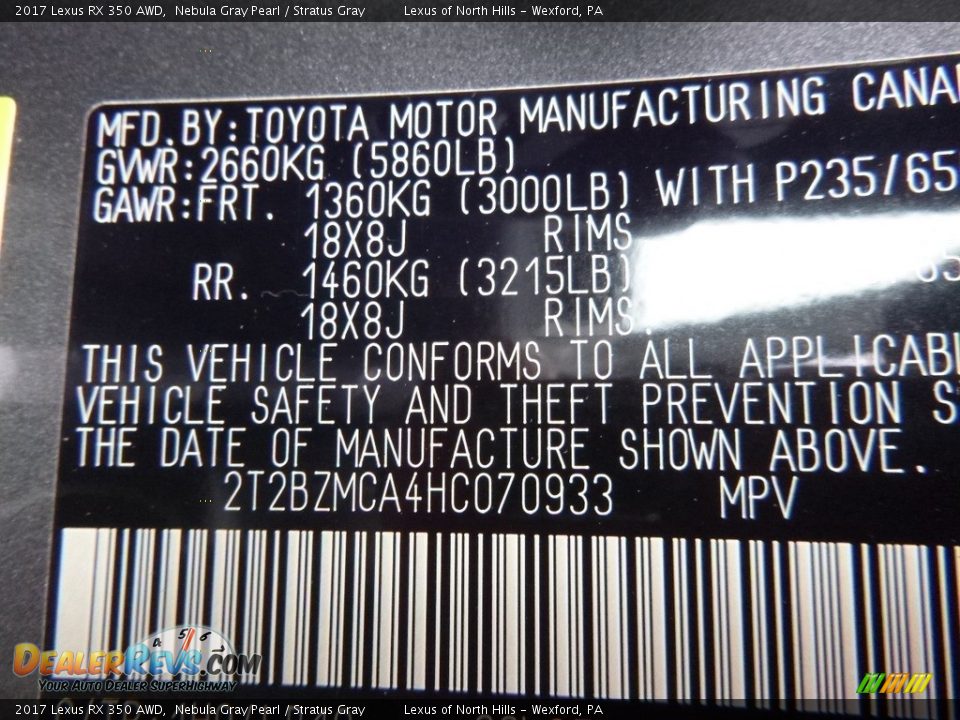 2017 Lexus RX 350 AWD, Nebula Gray Pearl / Stratus Gray Lexus of North Hills - Wexford, PA
MFD.BY:TOYOTA MOTOR MANUFACTURING
GVWR:2660KG (5860LB)
GAWR:FRT. 1360KG (3000LB) WITH P235/65
18X8J RIMS
RR. 1460KG (3215LB) 65
18X8J RIMS.
THIS VEHICLE CONFORMS TO ALL
VEHICLE SAFETY AND THEFT PREVENTION
THE DATE OF MANUFACTURE SHOWN ABOVE.
2T2BZMCA4HC070933 MPV
4 5 6
DEALERREVS.COM
YOUR AUTO DEALER SUPERHIGHWAY
2017 Lexus RX 350 AWD, Nebula Gray Pearl / Stratus Gray Lexus of North Hills - Wexford, PA